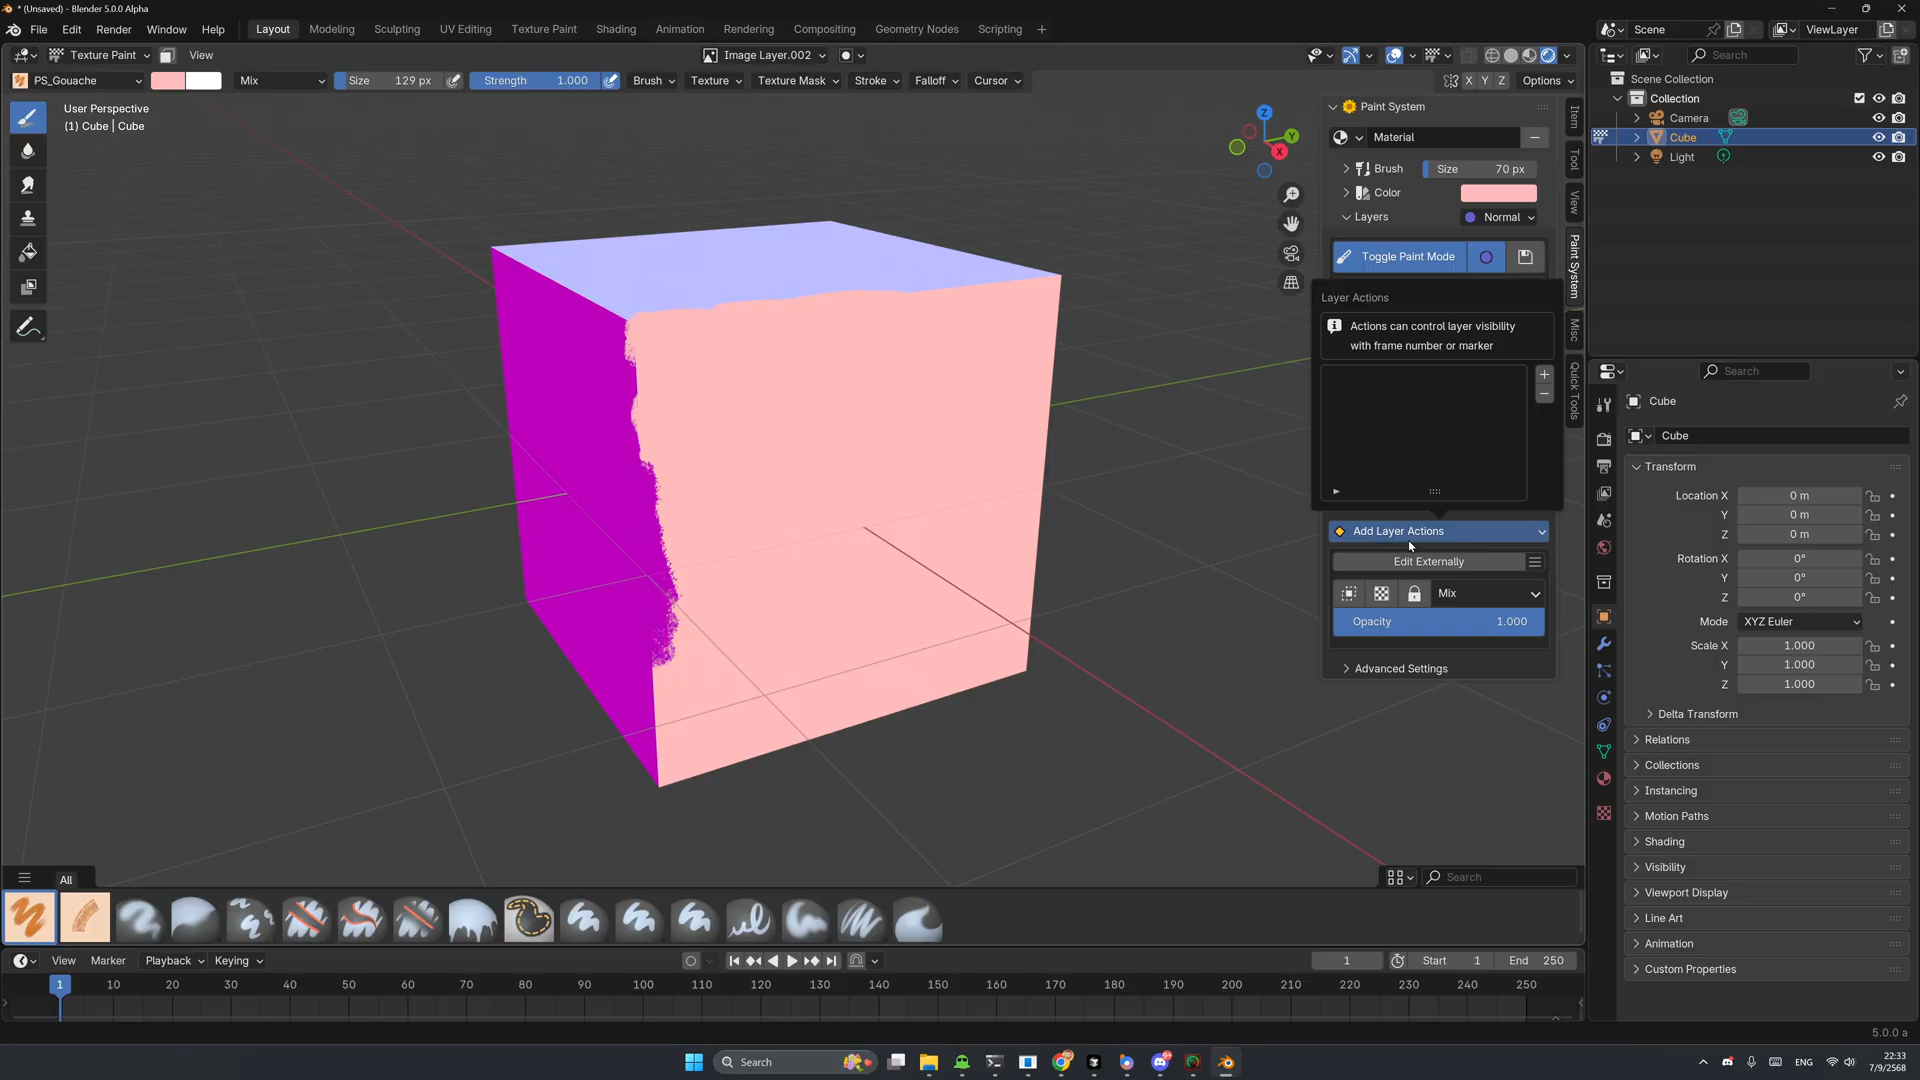 * (Unsaved) - Blender 5.0.0 Alpha
File Edit Render Window Help Layout Modeling Sculpting UV Editing Texture Paint Shading Animation Rendering Compositing Geometry Nodes Scripting + Scene ViewLayer
Texture Paint View Image Layer.002 Search
PS_Gouache Mix Size 129 px Strength 1.000 Brush Texture Texture Mask Stroke Falloff Cursor X Y Z Options
User Perspective
(1) Cube | Cube
Z
Y
X
Paint System
Material
Brush Size 70 px
Color
Layers Normal
Toggle Paint Mode
Layer Actions
Actions can control layer visibility
with frame number or marker
Add Layer Actions
Edit Externally
Mix
Opacity 1.000
Advanced Settings
Item
Tool
View
Paint System
Misc
Quick Tools
Scene Collection
Collection
Camera
Cube
Light
Search
Cube
Cube
Transform
Location X 0 m
Y 0 m
Z 0 m
Rotation X 0°
Y 0°
Z 0°
Mode XYZ Euler
Scale X 1.000
Y 1.000
Z 1.000
Delta Transform
Relations
Collections
Instancing
Motion Paths
Shading
Visibility
Viewport Display
Line Art
Animation
Custom Properties
All Search
View Marker Playback Keying 1 Start 1 End 250
1 10 20 30 40 50 60 70 80 90 100 110 120 130 140 150 160 170 180 190 200 210 220 230 240 250
5.0.0 a
Search ENG 22:33
7/9/2568